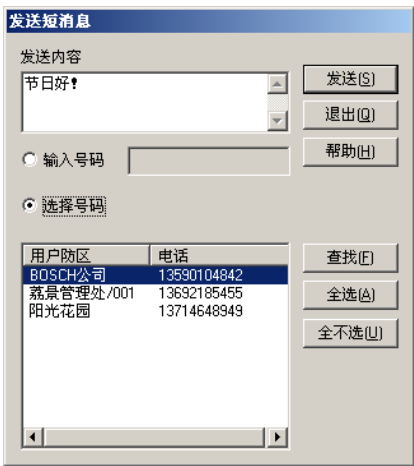 发送短消息
发送内容
节日好!
发送(S)
退出(Q)
帮助(H)
输入号码
选择号码
用户防区 电话
BOSCH公司 13590104842
荔景管理处/001 13692185455
阳光花园 13714648949
查找(F)
全选(A)
全不选(U)